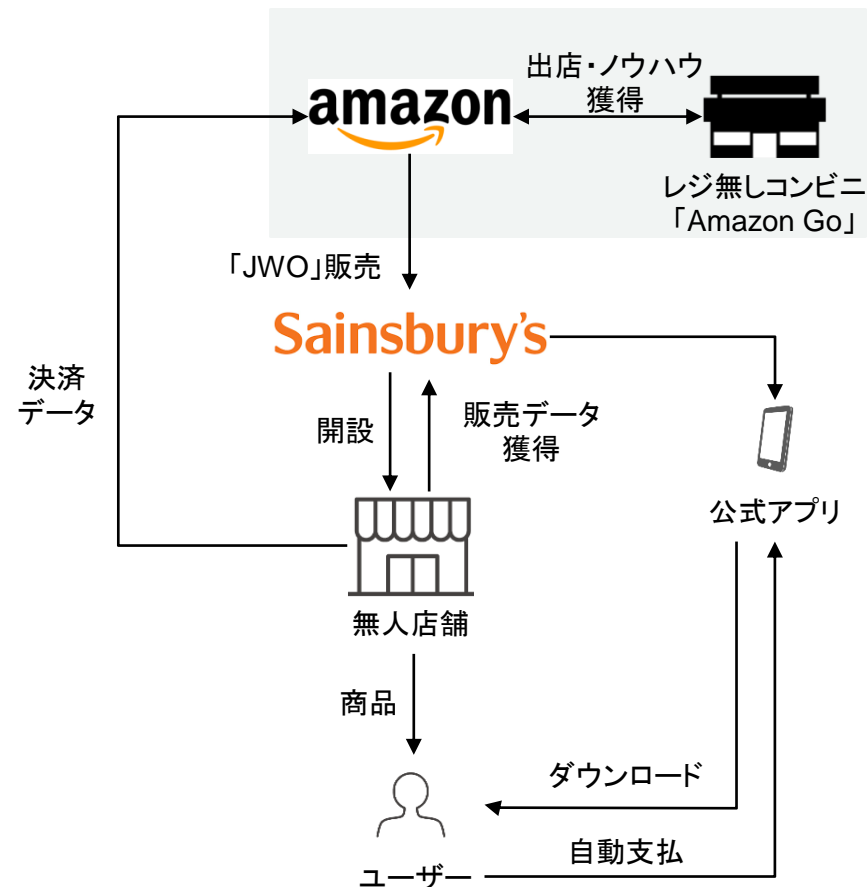 出店・ノウハウ
獲得
amazon
レジ無しコンビニ
「Amazon Go」
「JWO」販売
Sainsbury's
決済
データ
開設
販売データ
獲得
公式アプリ
無人店舗
商品
ダウンロード
自動支払
ユーザー